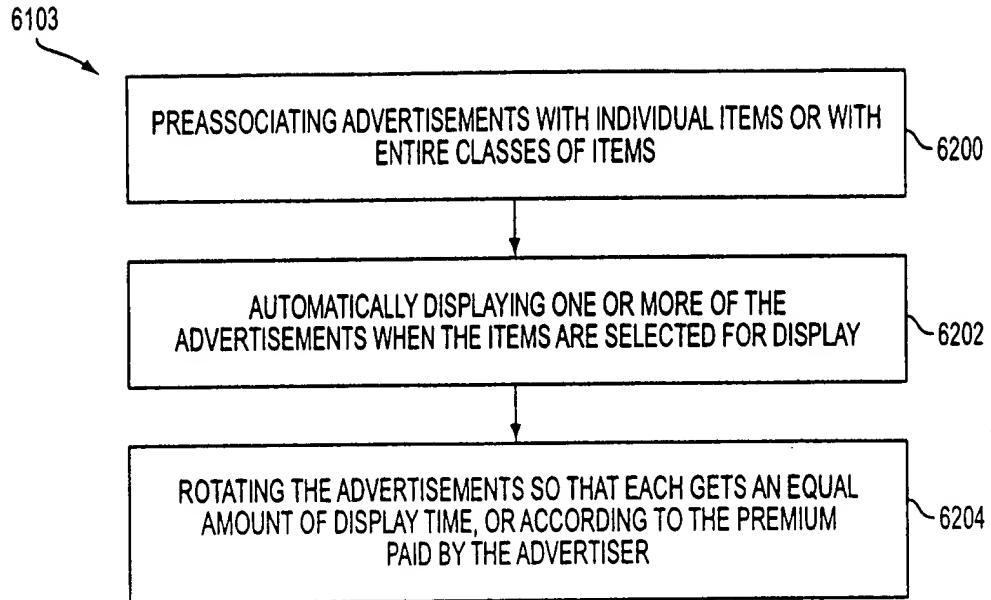 6103
PREASSOCIATING ADVERTISEMENTS WITH INDIVIDUAL ITEMS OR WITH
ENTIRE CLASSES OF ITEMS
6200
AUTOMATICALLY DISPLAYING ONE OR MORE OF THE
ADVERTISEMENTS WHEN THE ITEMS ARE SELECTED FOR DISPLAY
6202
ROTATING THE ADVERTISEMENTS SO THAT EACH GETS AN EQUAL
AMOUNT OF DISPLAY TIME, OR ACCORDING TO THE PREMIUM
PAID BY THE ADVERTISER
6204